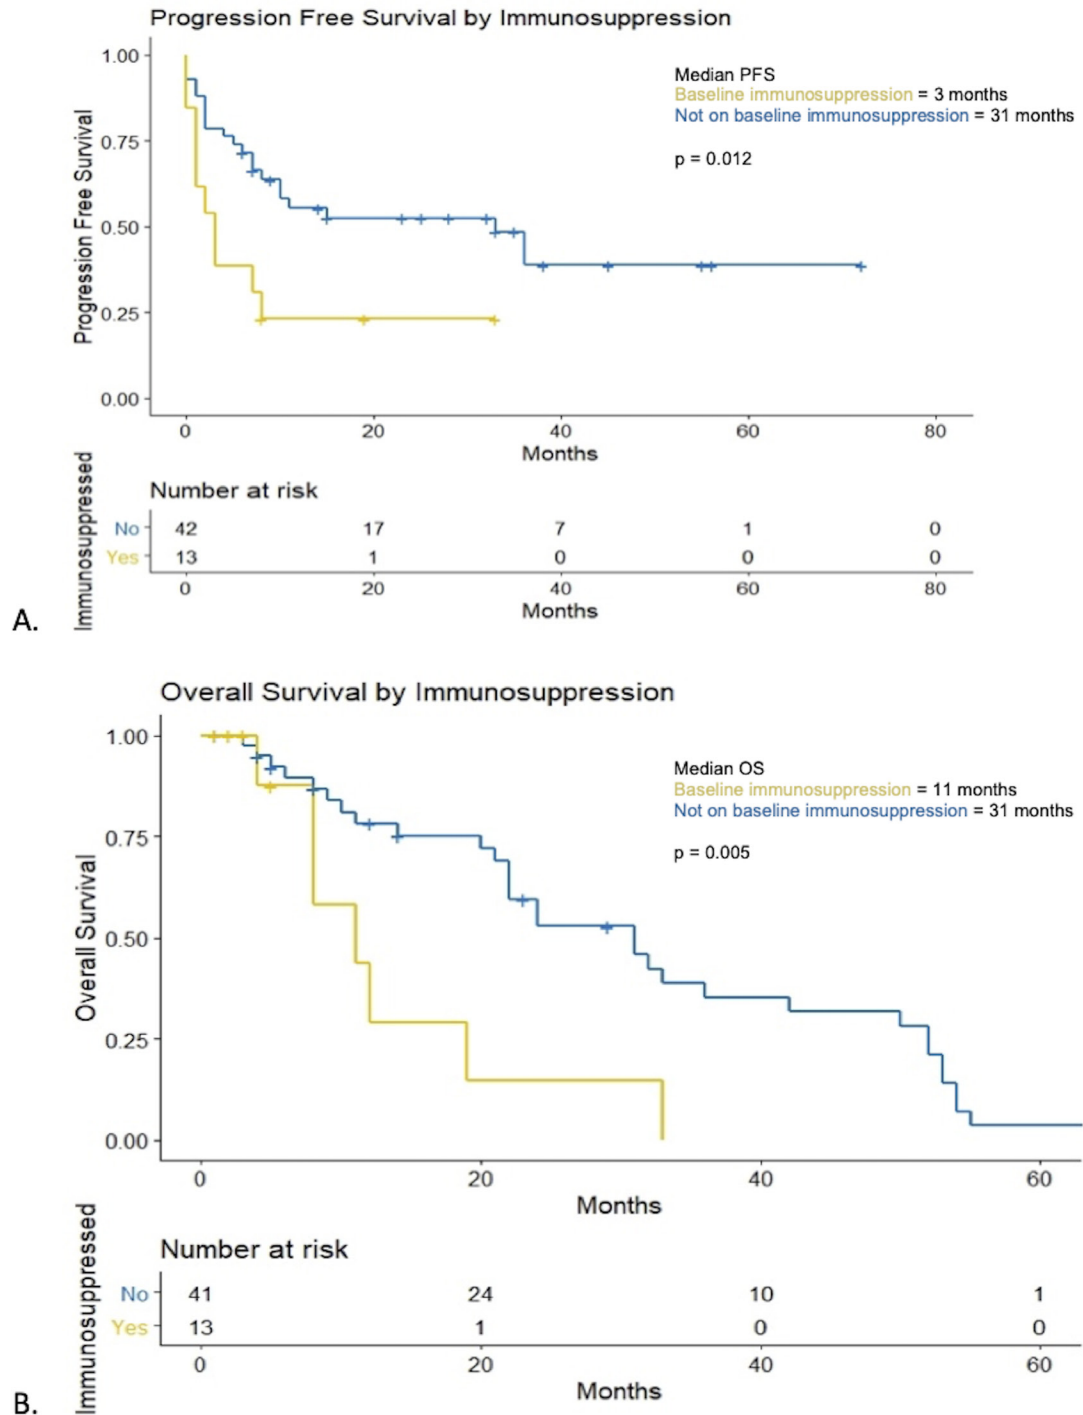 Progression Free Survival by Immunosuppression
Median PFS
Baseline immunosuppression = 3 months
Not on baseline immunosuppression = 31 months
p = 0.012
Progression Free Survival
1.00
0.75
0.50
0.25
0.00
0 20 40 60 80
Months
Number at risk
Immunosuppressed
No 42 17 7 1 0
Yes 13 1 0 0 0
0 20 40 60 80
Months
A.
Overall Survival by Immunosuppression
Median OS
Baseline immunosuppression = 11 months
Not on baseline immunosuppression = 31 months
p = 0.005
Overall Survival
1.00
0.75
0.50
0.25
0.00
0 20 40 60
Months
Number at risk
Immunosuppressed
No 41 24 10 1
Yes 13 1 0 0
0 20 40 60
Months
B.